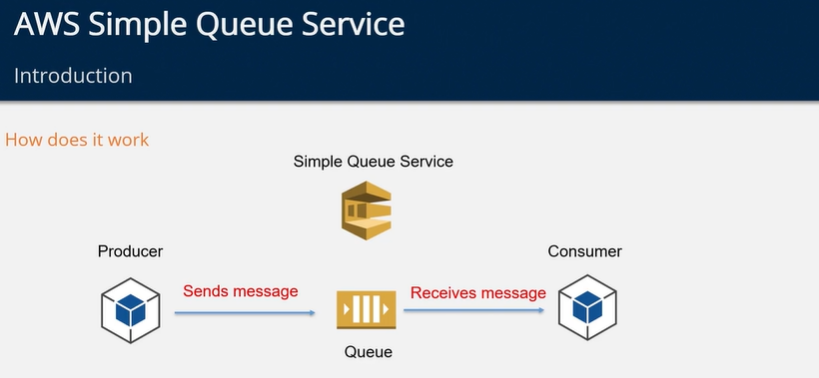 AWS Simple Queue Service
Introduction
How does it work
Simple Queue Service
Producer
Consumer
Sends message
Receives message
Queue